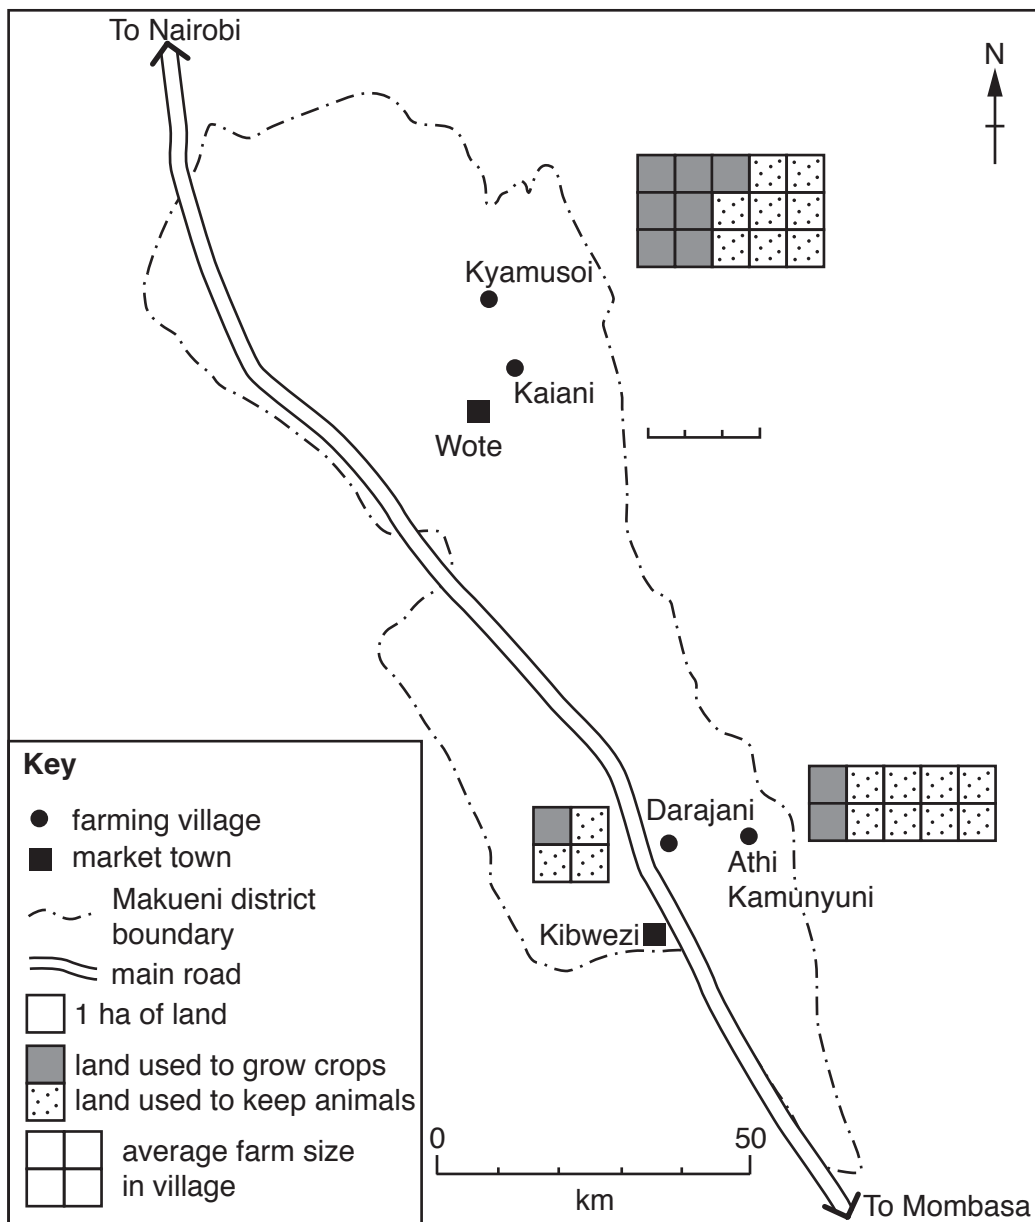 To Nairobi
N
Kyamusoi
Kaiani
Wote
Darajani
Athi
Kamunyuni
Kibwezi
Key
farming village
market town
Makueni district
boundary
main road
1 ha of land
land used to grow crops
land used to keep animals
average farm size
in village
0 50
km
To Mombasa